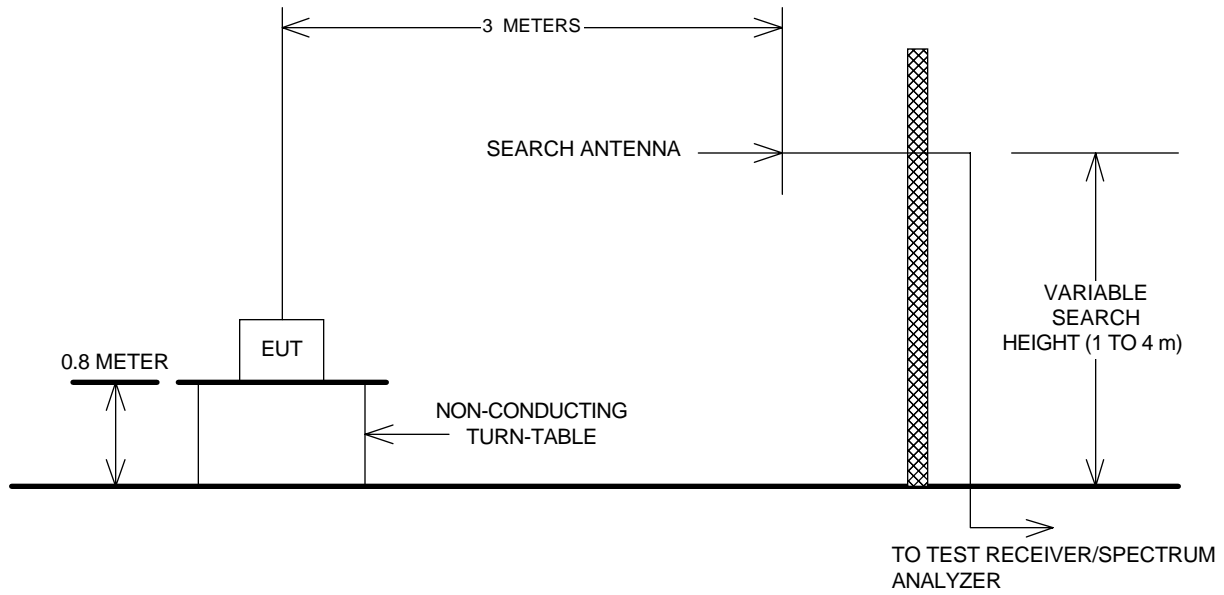 3 METERS
SEARCH ANTENNA
VARIABLE
SEARCH
HEIGHT (1 TO 4 m)
EUT
0.8 METER
NON-CONDUCTING
TURN-TABLE
TO TEST RECEIVER/SPECTRUM
ANALYZER